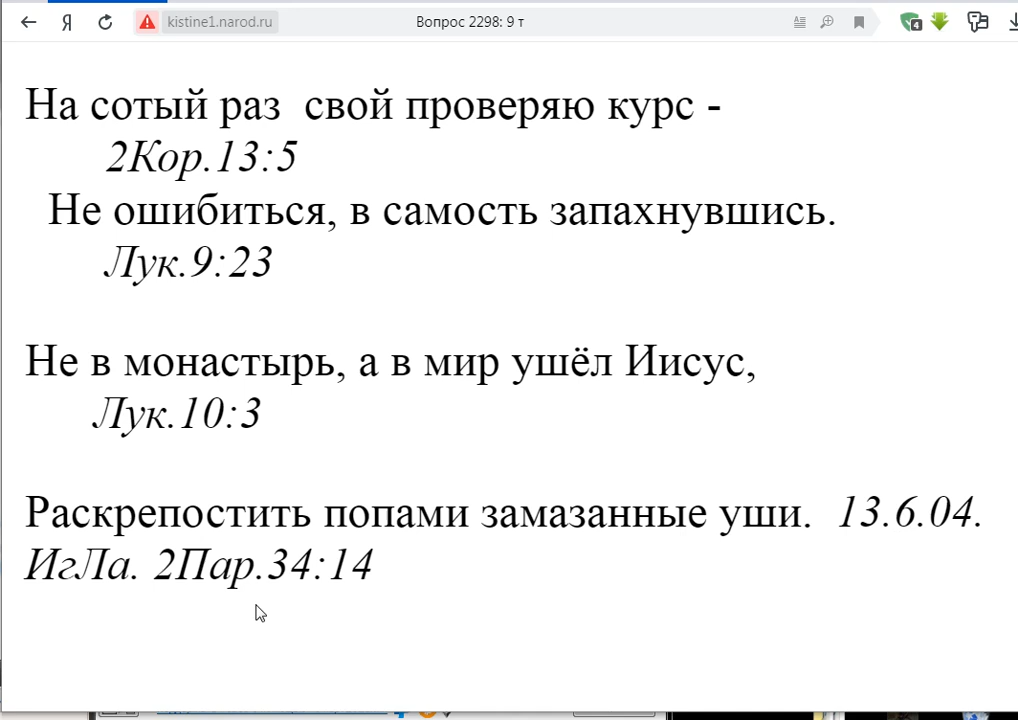 kistine1.narod.ru
Вопрос 2298: 9 т
4
На сотый раз свой проверяю курс -
2Кор.13:5
Не ошибиться, в самость запахнувшись.
Лук.9:23
Не в монастырь, а в мир ушёл Иисус,
Лук.10:3
Раскрепостить попами замазанные уши. 13.6.04.
ИгЛа. 2Пар.34:14